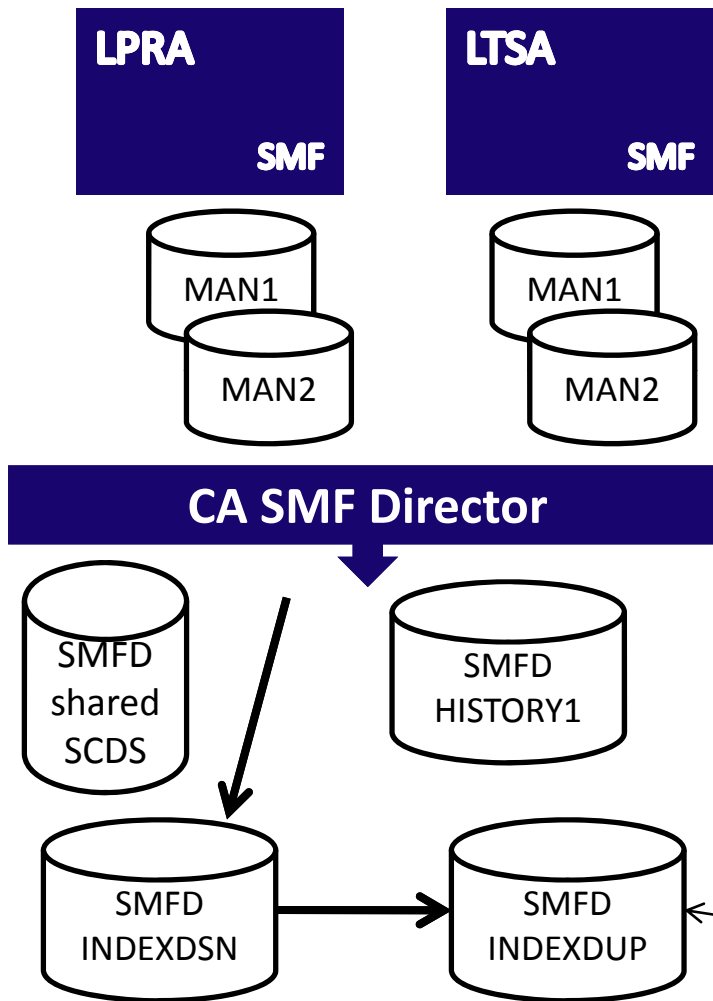 LPRA
SMF
LTSA
SMF
MAN1
MAN2
MAN1
MAN2
CA SMF Director
SMFD
shared
SCDS
SMFD
HISTORY1
SMFD
INDEXDSN
SMFD
INDEXDUP